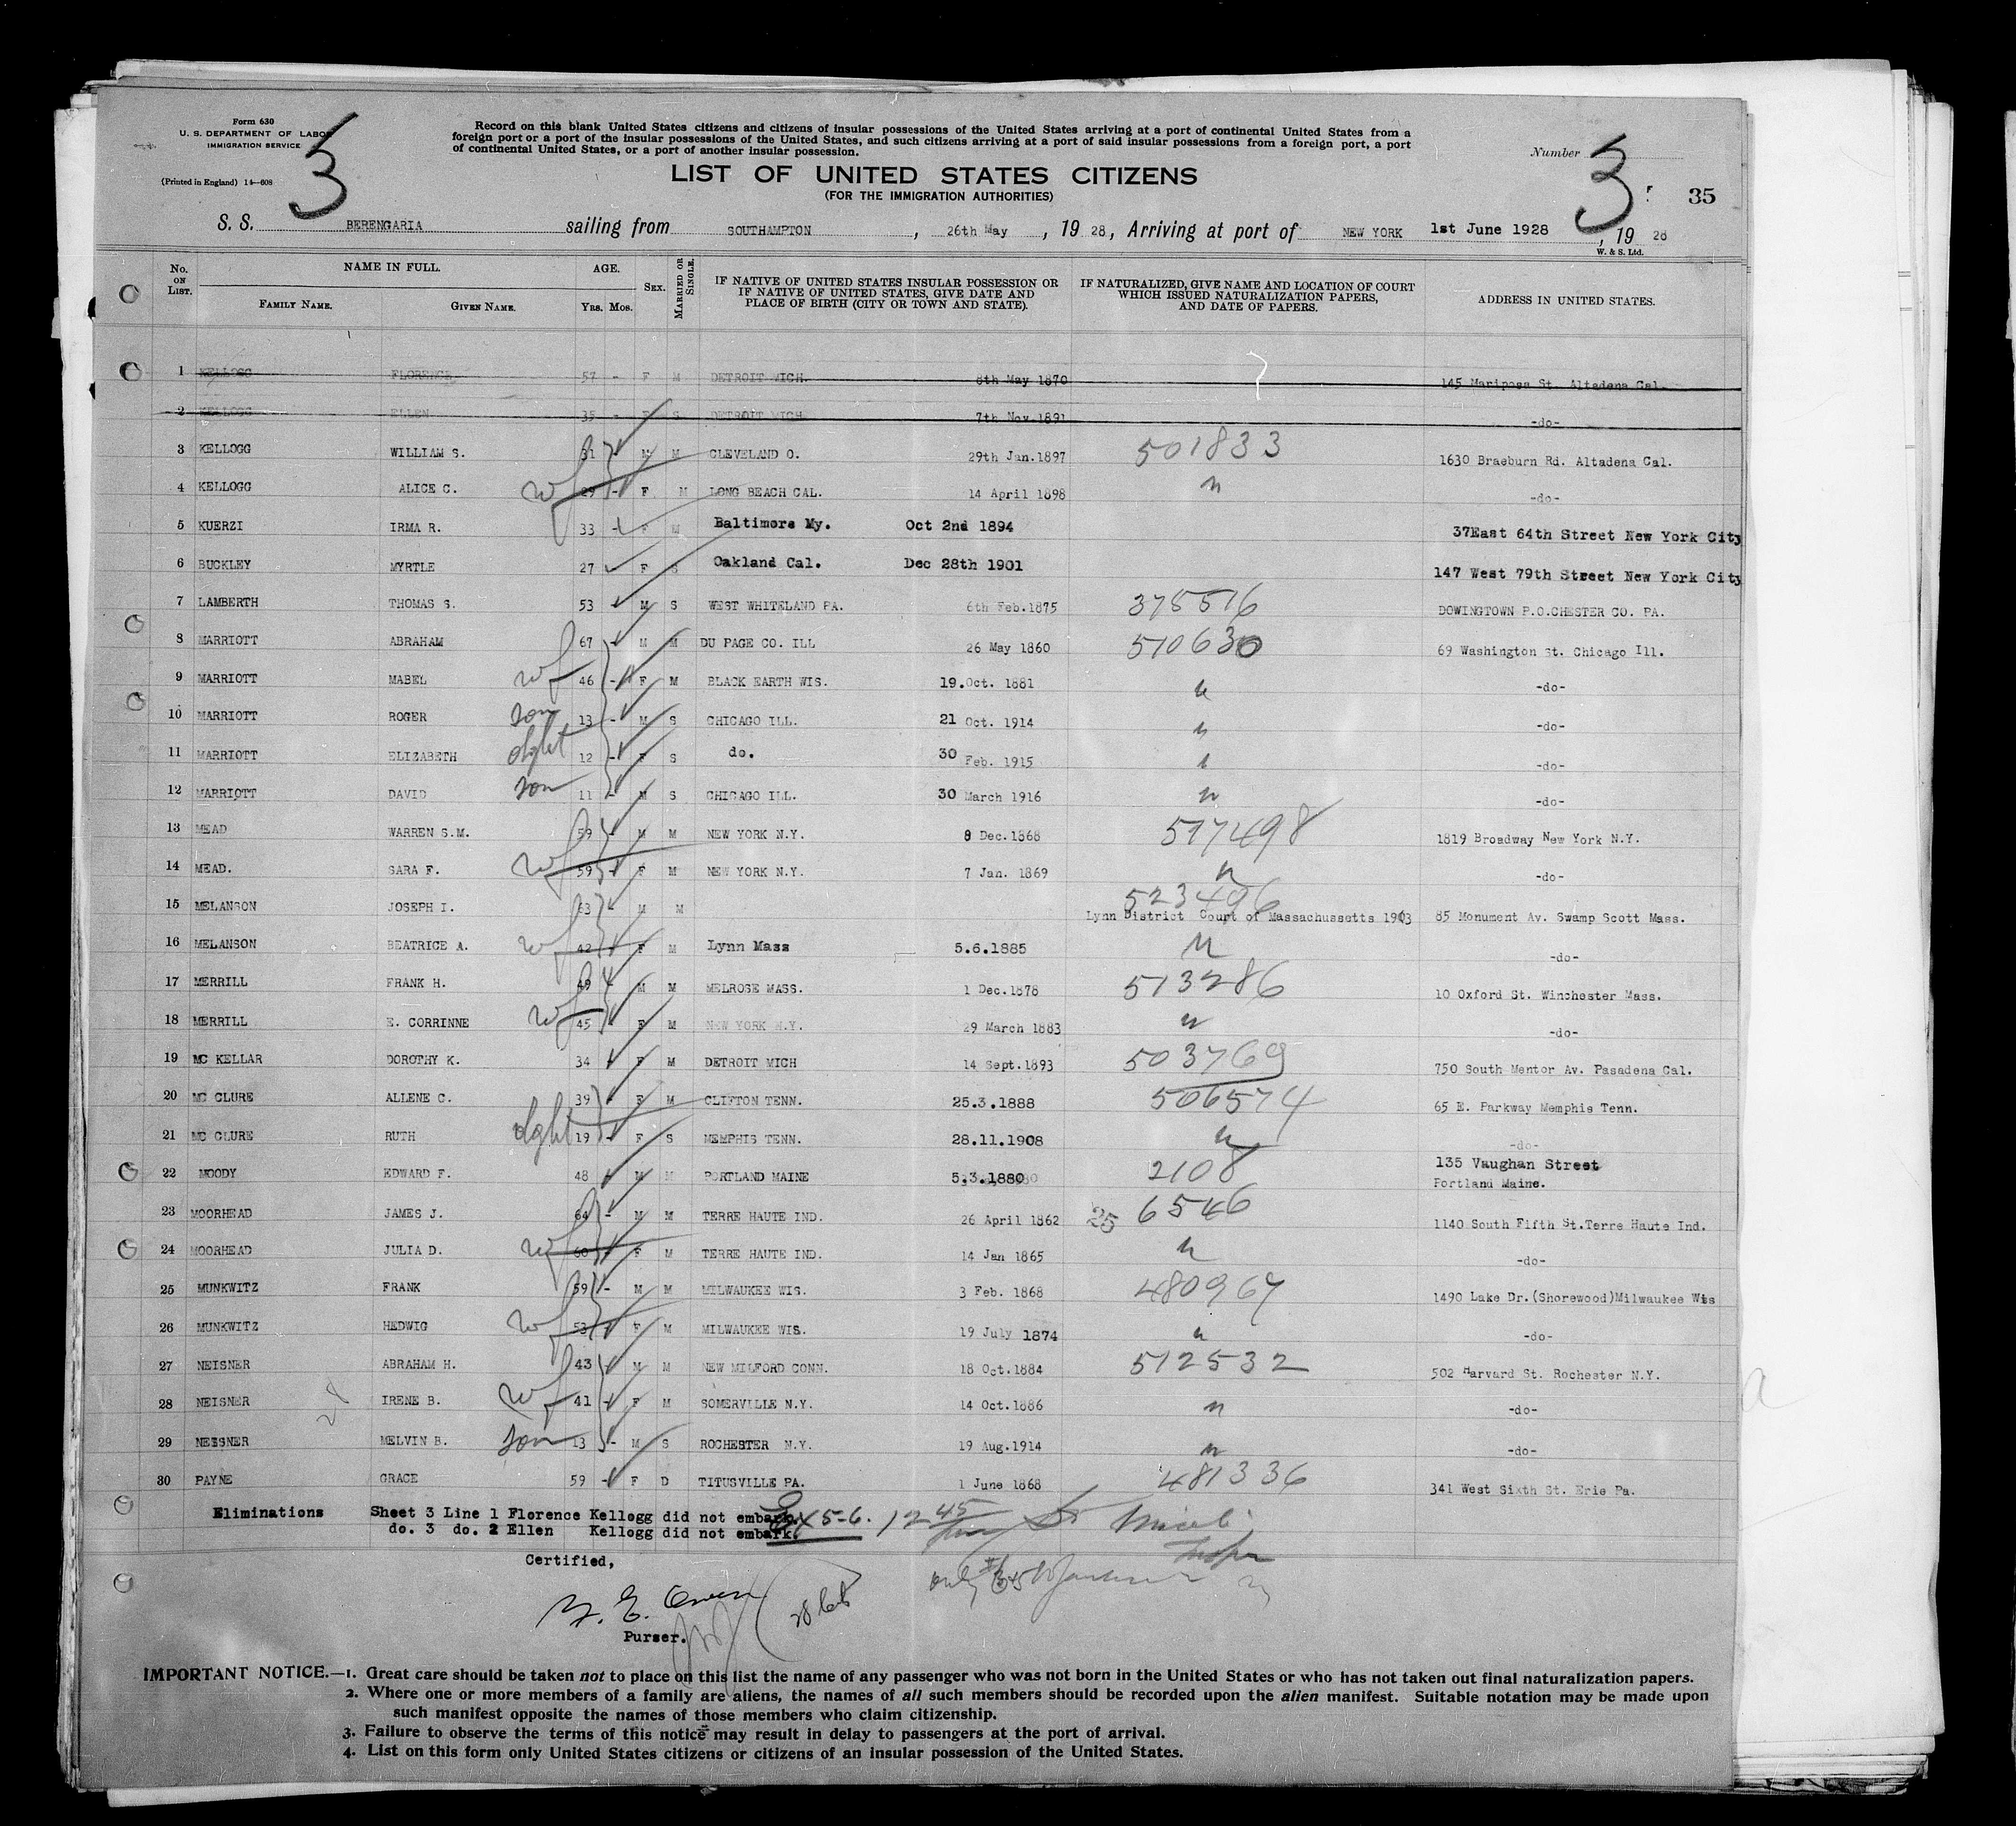 Form 630
U. S. DEPARTMENT OF LABOR
IMMIGRATION SERVICE
(Printed in England) 14—608
3
Record on this blank United States citizens and citizens of insular possessions of the United States arriving at a port of continental United States from a
foreign port or a port of the insular possessions of the United States, and such citizens arriving at a port of said insular possessions from a foreign port, a port
of continental United States, or a port of another insular possession.
LIST OF UNITED STATES CITIZENS
(FOR THE IMMIGRATION AUTHORITIES)
Number 3
35
S. S. BERENGARIA sailing from SOUTHAMPTON, 26th May, 19 28, Arriving at port of NEW YORK 1st June 1928, 19 28
W. & S. Ltd.
No. ON LIST. NAME IN FULL. FAMILY NAME. GIVEN NAME. AGE. YRS. MOS. SEX. MARRIED OR SINGLE. IF NATIVE OF UNITED STATES INSULAR POSSESSION OR IF NATIVE OF UNITED STATES, GIVE DATE AND PLACE OF BIRTH (CITY OR TOWN AND STATE). IF NATURALIZED, GIVE NAME AND LOCATION OF COURT WHICH ISSUED NATURALIZATION PAPERS, AND DATE OF PAPERS. ADDRESS IN UNITED STATES.
1 KELLOGG FLORENCE 57 - F M DETROIT MICH. 8th May 1870 145 Mariposa St. Altadena Cal.
2 KELLOGG ELLEN 35 - F S DETROIT MICH 7th Nov.1891 -do-
3 KELLOGG WILLIAM S. 31 - M M CLEVELAND O. 29th Jan.1897 501833 1630 Braeburn Rd. Altadena Cal.
4 KELLOGG ALICE C. wf 29 - F M LONG BEACH CAL. 14 April 1898 " -do-
5 KUERZI IRMA R. 33 - F M Baltimore My. Oct 2nd 1894 37East 64th Street New York City
6 BUCKLEY MYRTLE 27 - F S Oakland Cal. Dec 28th 1901 147 West 79th Street New York City
7 LAMBERTH THOMAS S. 53 - M S WEST WHITELAND PA. 6th Feb.1875 375516 DOWINGTOWN P.O.CHESTER CO. PA.
8 MARRIOTT ABRAHAM 67 - M M DU PAGE CO. ILL 26 May 1860 510630 69 Washington St. Chicago Ill.
9 MARRIOTT MABEL wf 46 - F M BLACK EARTH WIS. 19.Oct. 1881 " -do-
10 MARRIOTT ROGER son 13 - M S CHICAGO ILL. 21 Oct. 1914 " -do-
11 MARRIOTT ELIZABETH dght 12 - F S do. 30 Feb. 1915 " -do-
12 MARRIOTT DAVID son 11 - M S CHICAGO ILL. 30 March 1916 " -do-
13 MEAD WARREN S.M. 59 - M M NEW YORK N.Y. 8 Dec.1868 517498 1819 Broadway New York N.Y.
14 MEAD. SARA F. wf 59 - F M NEW YORK N.Y. 7 Jan. 1869 " -do-
15 MELANSON JOSEPH I. 53 - M M 523496 Lynn District Court of Massachussetts 1903 85 Monument Av. Swamp Scott Mass.
16 MELANSON BEATRICE A. wf 42 - F M Lynn Mass 5.6.1885 " -do-
17 MERRILL FRANK H. 49 - M M MELROSE MASS. 1 Dec.1878 513286 10 Oxford St. Winchester Mass.
18 MERRILL E. CORRINNE wf 45 - F M NEW YORK N.Y. 29 March 1883 " -do-
19 MC KELLAR DOROTHY K. 34 - F M DETROIT MICH 14 Sept.1893 503769 750 South Mentor Av. Pasadena Cal.
20 MC CLURE ALLENE C. 39 - F M CLIFTON TENN. 25.3.1888 506574 65 E. Parkway Memphis Tenn.
21 MC CLURE RUTH dght 19 - F S MEMPHIS TENN. 28.11.1908 " -do-
22 MOODY EDWARD F. 48 - M M PORTLAND MAINE 5.3.1880 2108 135 Vaughan Street
Portland Maine.
23 MOORHEAD JAMES J. 64 - M M TERRE HAUTE IND. 26 April 1862 25 6546 1140 South Fifth St.Terre Haute Ind.
24 MOORHEAD JULIA D. wf 60 - F M TERRE HAUTE IND. 14 Jan 1865 " -do-
25 MUNKWITZ FRANK 59 - M M MILWAUKEE WIS. 3 Feb. 1868 480967 1490 Lake Dr.(Shorewood)Milwaukee Wis
26 MUNKWITZ HEDWIG wf 53 - F M MILWAUKEE WIS. 19 July 1874 " -do-
27 NEISNER ABRAHAM H. 43 - M M NEW MILFORD CONN. 18 Oct.1884 512532 502 Harvard St. Rochester N.Y.
28 NEISNER IRENE B. wf 41 - F M SOMERVILLE N.Y. 14 Oct.1886 " -do-
29 NEISNER MELVIN B. son 13 - M S ROCHESTER N.Y. 19 Aug.1914 " -do-
30 PAYNE GRACE 59 - F D TITUSVILLE PA. 1 June 1868 481336 341 West Sixth St. Erie Pa.
Eliminations Sheet 3 Line 1 Florence Kellogg did not embark.
do. 3 do. 2 Ellen Kellogg did not embark.
Ex 5-6. 1245
Certified,
Owen
Purser.
IMPORTANT NOTICE.—1. Great care should be taken not to place on this list the name of any passenger who was not born in the United States or who has not taken out final naturalization papers.
2. Where one or more members of a family are aliens, the names of all such members should be recorded upon the alien manifest. Suitable notation may be made upon
such manifest opposite the names of those members who claim citizenship.
3. Failure to observe the terms of this notice may result in delay to passengers at the port of arrival.
4. List on this form only United States citizens or citizens of an insular possession of the United States.